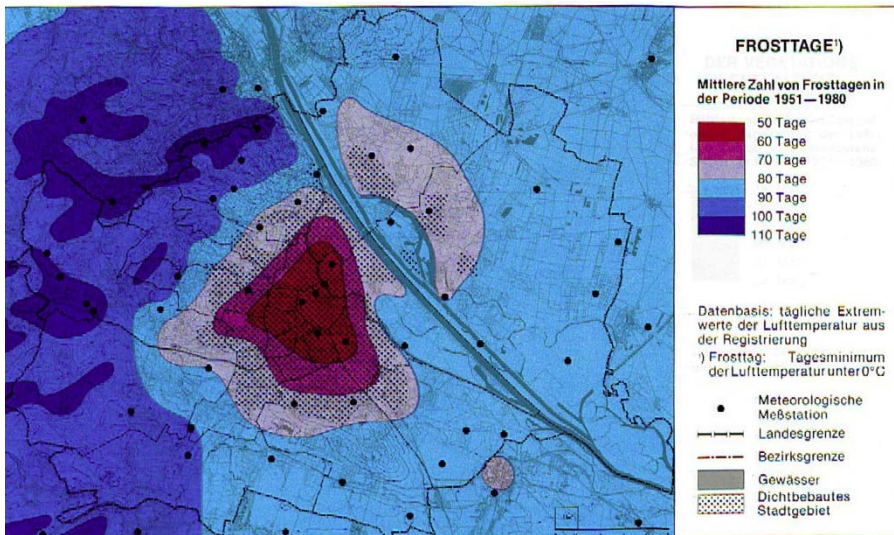 FROSTTAGE¹)
Mittlere Zahl von Frosttagen in
der Periode 1951—1980
50 Tage
60 Tage
70 Tage
80 Tage
90 Tage
100 Tage
110 Tage
Datenbasis: tägliche Extrem-
werte der Lufttemperatur aus
der Registrierung
¹) Frosttag: Tagesminimum
der Lufttemperatur unter 0°C
Meteorologische
Meßstation
Landesgrenze
Bezirksgrenze
Gewässer
Dichtbebautes
Stadtgebiet